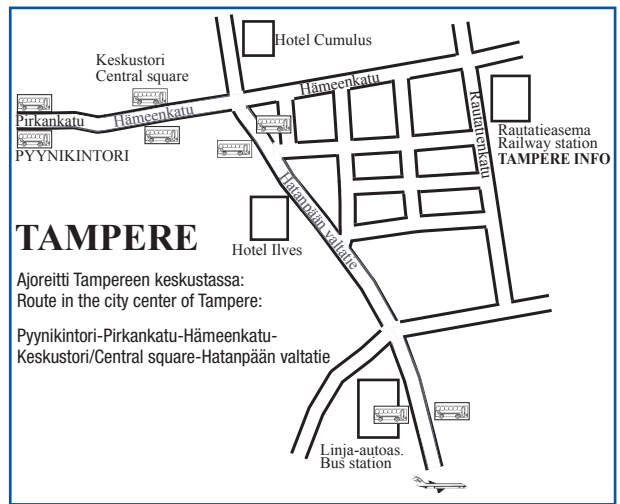 Hotel Cumulus
Keskustori
Central square
Hämeenkatu
Pirkankatu
Hämeenkatu
PYYNIKINTORI
Rautatienkatu
Rautatieasema
Railway station
TAMPERE INFO
Hatanpään valtatie
Hotel Ilves
TAMPERE
Ajoreitti Tampereen keskustassa:
Route in the city center of Tampere:
Pyynikintori-Pirkankatu-Hämeenkatu-
Keskustori/Central square-Hatanpään valtatie
Linja-autoas.
Bus station